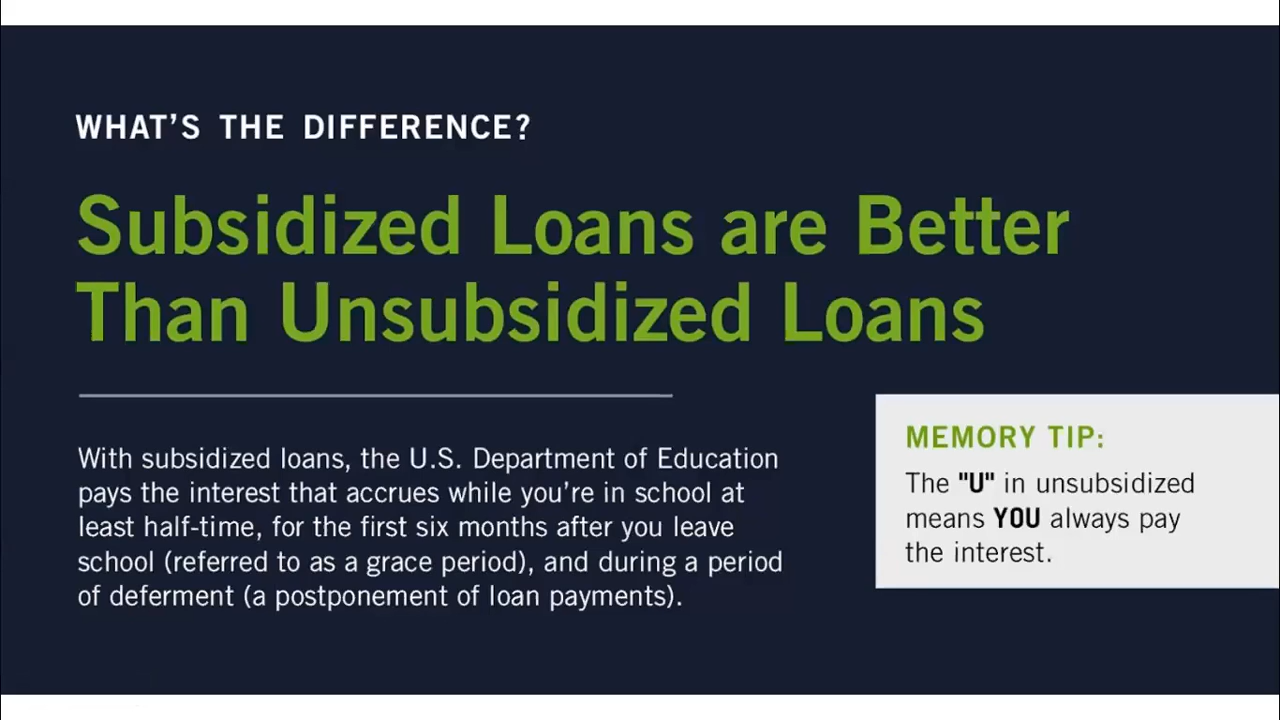 WHAT'S THE DIFFERENCE?
Subsidized Loans are Better
Than Unsubsidized Loans
With subsidized loans, the U.S. Department of Education
pays the interest that accrues while you're in school at
least half-time, for the first six months after you leave
school (referred to as a grace period), and during a period
of deferment (a postponement of loan payments).
MEMORY TIP:
The "U" in unsubsidized
means YOU always pay
the interest.